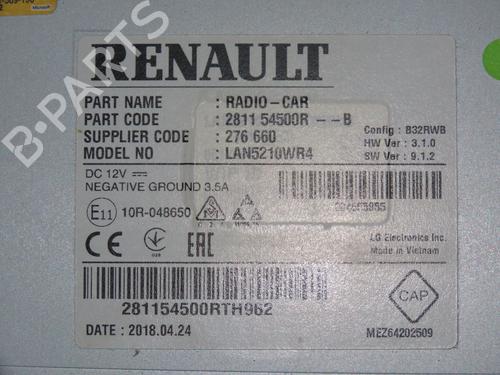 RENAULT
PART NAME : RADIO-CAR
PART CODE : 2811 54500R --B
SUPPLIER CODE : 276 660
MODEL NO : LAN5210WR4
Config : B32RWB
HW Ver : 3.1.0
SW Ver : 9.1.2
DC 12V
NEGATIVE GROUND 3.5A
E11 10R-048650
LG Electronics Inc.
Made in Vietnam
CE EAC
281154500RTH962
CAP
DATE : 2018.04.24
MEZ64202509
B-PARTS